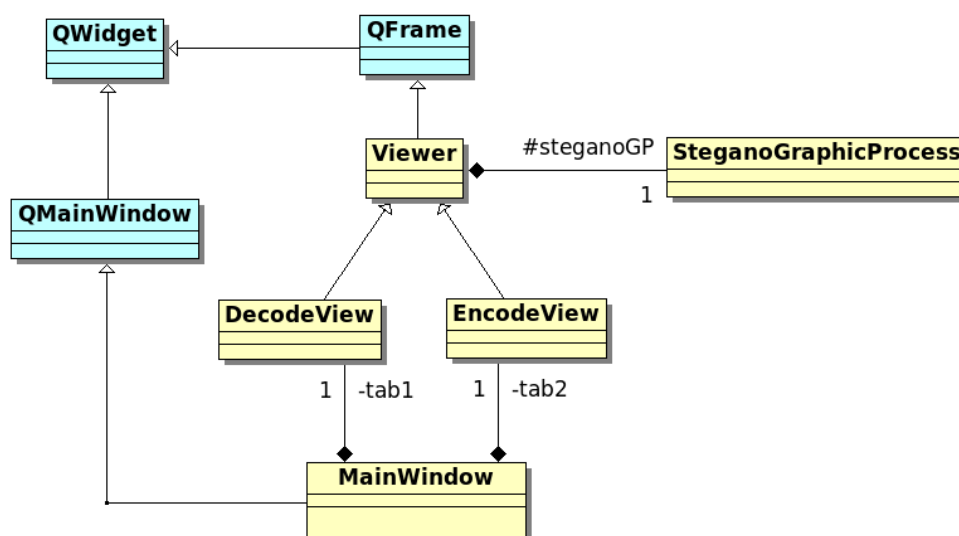 QWidget
QFrame
Viewer
#steganoGP
1
SteganoGraphicProcess
QMainWindow
DecodeView
EncodeView
1
-tab1
1
-tab2
MainWindow